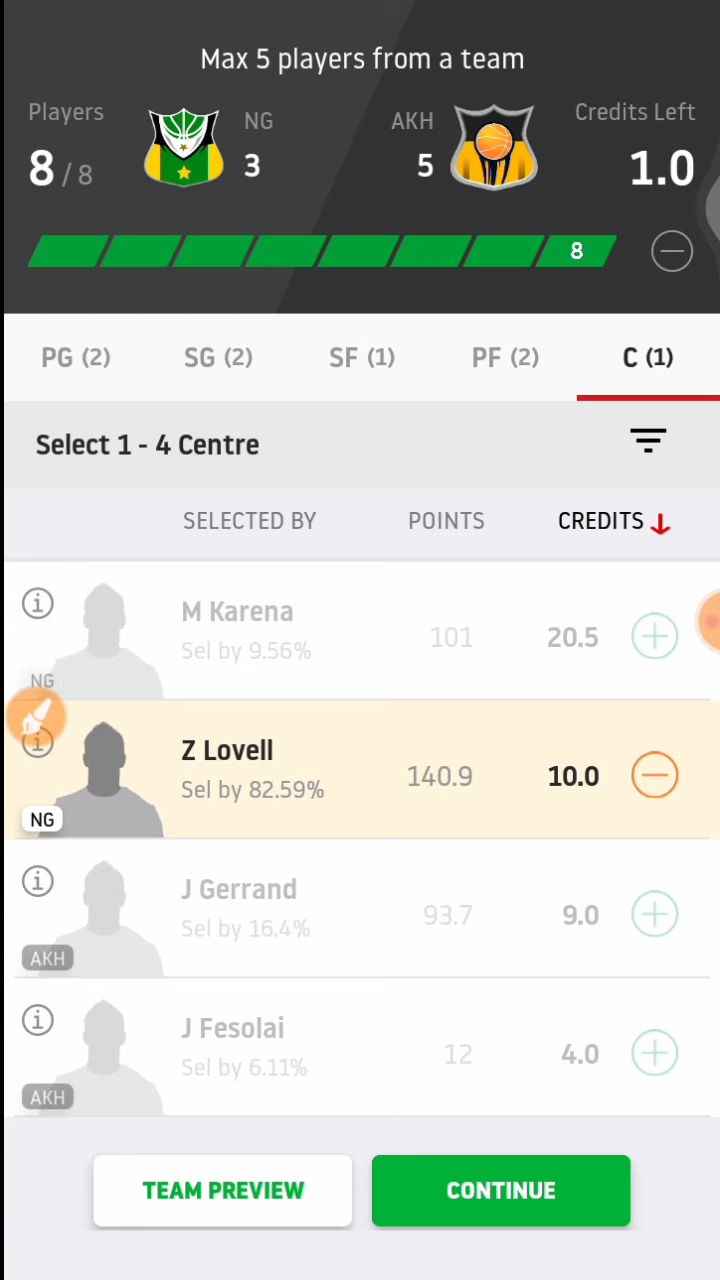 Max 5 players from a team
Players NG AKH Credits Left
8 / 8 3 5 1.0
8
PG (2) SG (2) SF (1) PF (2) C (1)
Select 1 - 4 Centre
SELECTED BY POINTS CREDITS
M Karena
Sel by 9.56% 101 20.5
NG
Z Lovell
Sel by 82.59% 140.9 10.0
NG
J Gerrand
Sel by 16.4% 93.7 9.0
AKH
J Fesolai
Sel by 6.11% 12 4.0
AKH
TEAM PREVIEW CONTINUE